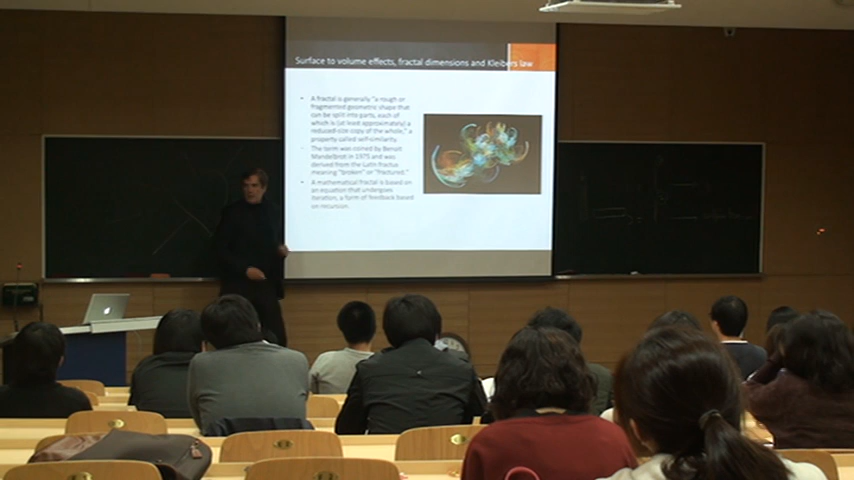 Surface to volume effects, fractal dimensions and Kleibers law
• A fractal is generally "a rough or
fragmented geometric shape that
can be split into parts, each of
which is (at least approximately) a
reduced-size copy of the whole," a
property called self-similarity.
The term was coined by Benoit
Mandelbrot in 1975 and was
derived from the Latin fractus
meaning "broken" or "fractured."
• A mathematical fractal is based on
an equation that undergoes
iteration, a form of feedback based
on recursion.